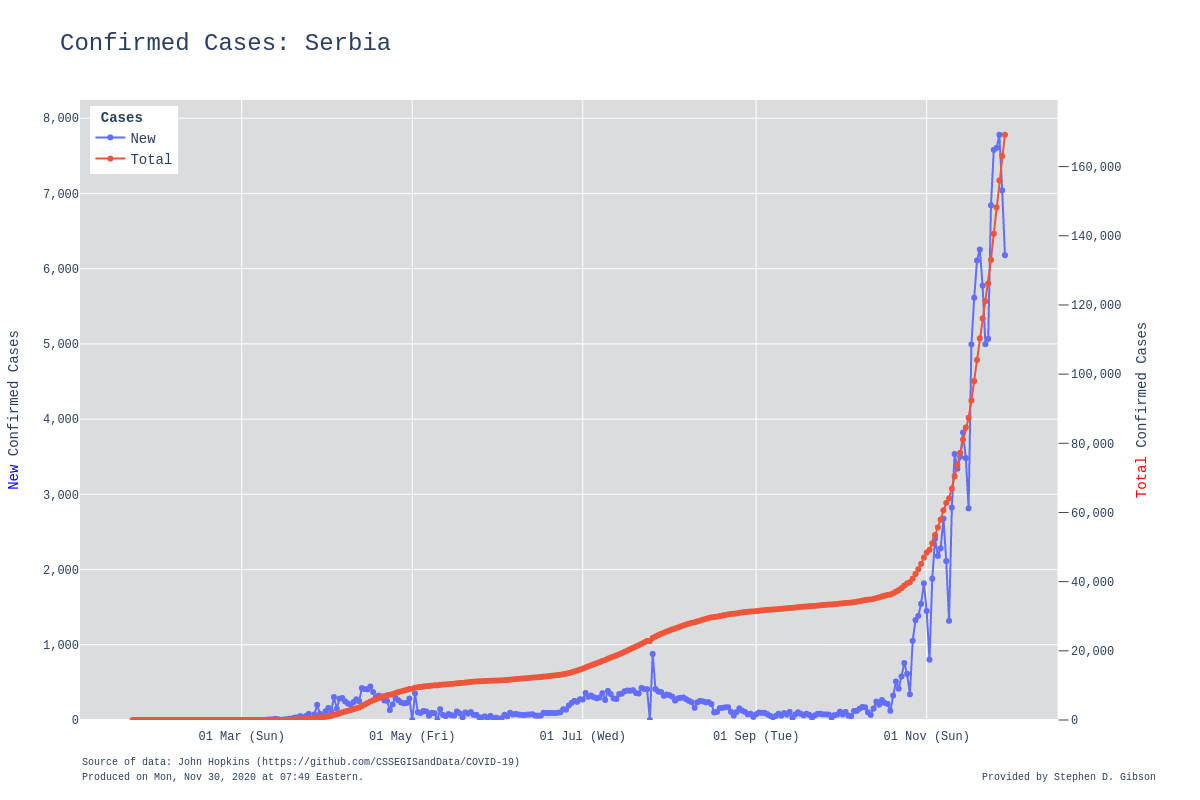 Confirmed Cases: Serbia
Cases
New
Total
8,000
7,000
6,000
5,000
4,000
3,000
2,000
1,000
0
New Confirmed Cases
160,000
140,000
120,000
100,000
80,000
60,000
40,000
20,000
0
Total Confirmed Cases
01 Mar (Sun) 01 May (Fri) 01 Jul (Wed) 01 Sep (Tue) 01 Nov (Sun)
Source of data: John Hopkins (https://github.com/CSSEGISandData/COVID-19)
Produced on Mon, Nov 30, 2020 at 07:49 Eastern.
Provided by Stephen D. Gibson